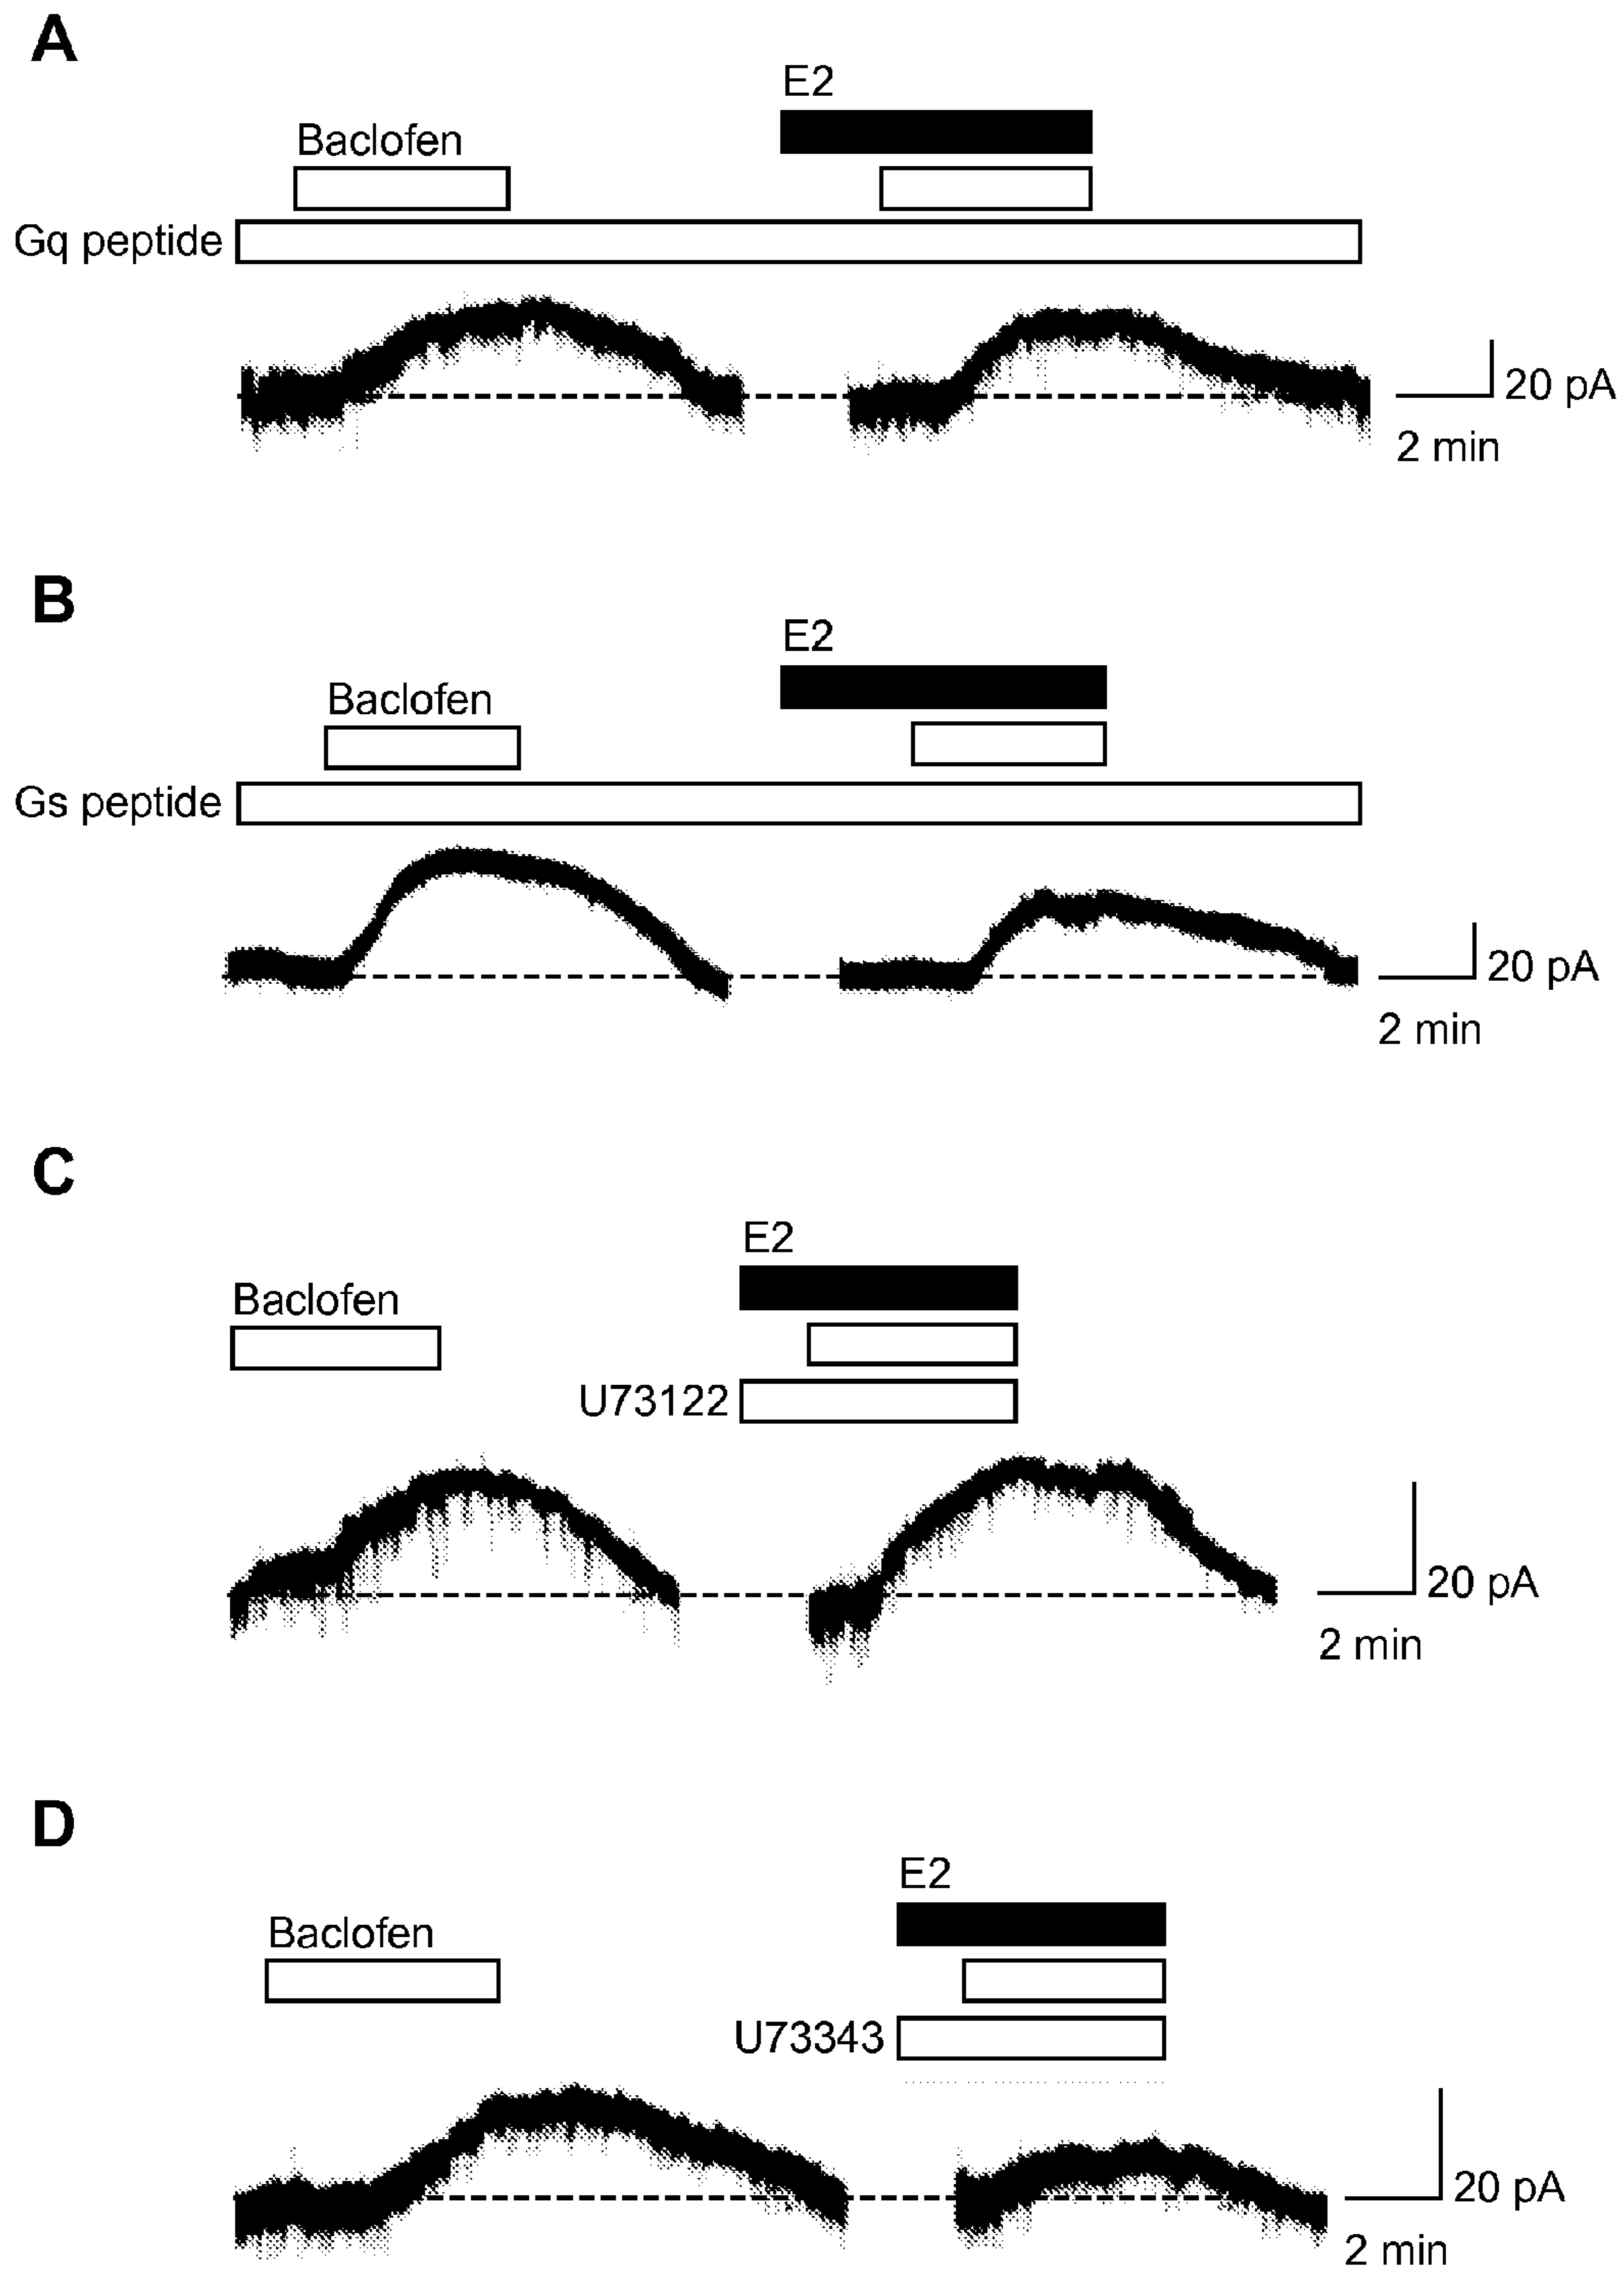 A
E2
Baclofen
Gq peptide
20 pA
2 min
B
E2
Baclofen
Gs peptide
20 pA
2 min
C
E2
Baclofen
U73122
20 pA
2 min
D
E2
Baclofen
U73343
20 pA
2 min